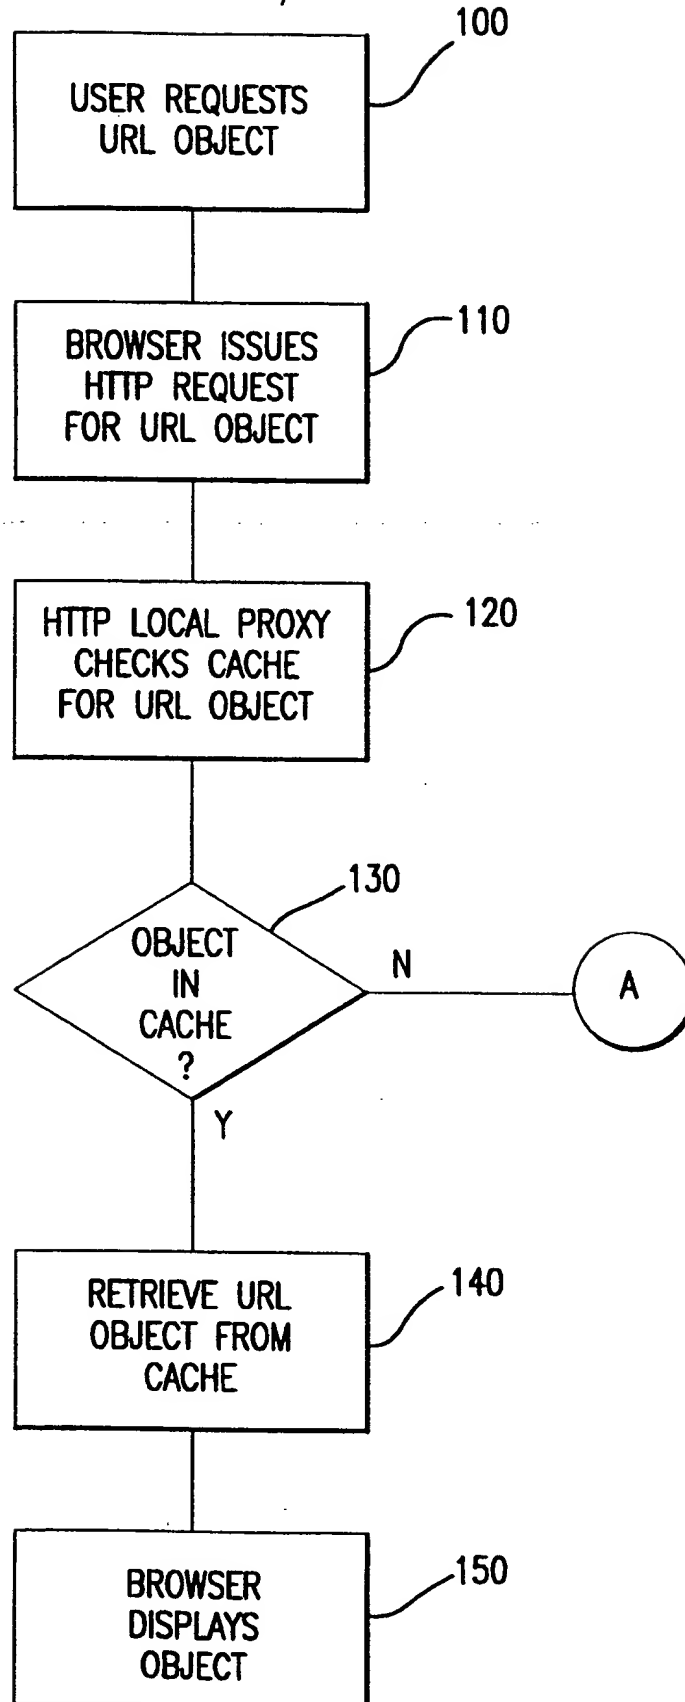 100
USER REQUESTS
URL OBJECT
110
BROWSER ISSUES
HTTP REQUEST
FOR URL OBJECT
120
HTTP LOCAL PROXY
CHECKS CACHE
FOR URL OBJECT
130
OBJECT
IN
CACHE
?
N
A
Y
140
RETRIEVE URL
OBJECT FROM
CACHE
150
BROWSER
DISPLAYS
OBJECT